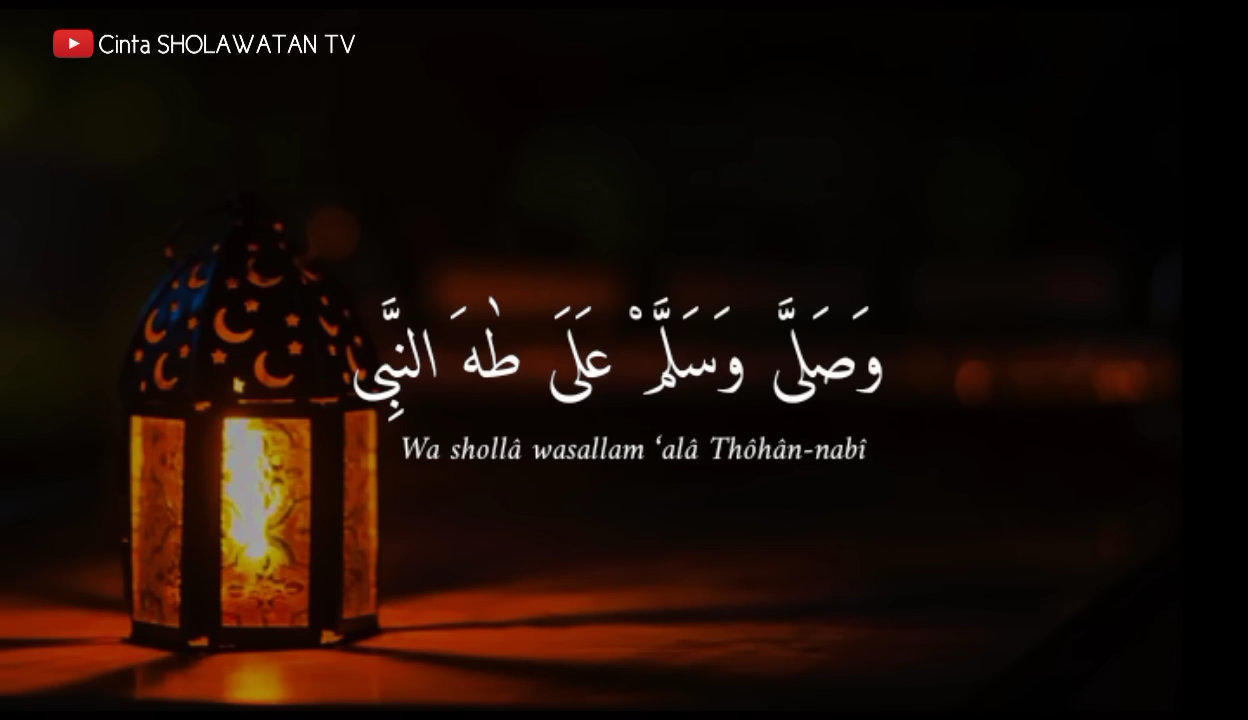 Cinta SHOLAWATAN TV
وَصَلَّى وَسَلَّمْ عَلَى طٰهَ النَّبِى
Wa shollâ wasallam ‘alâ Thôhân-nabî